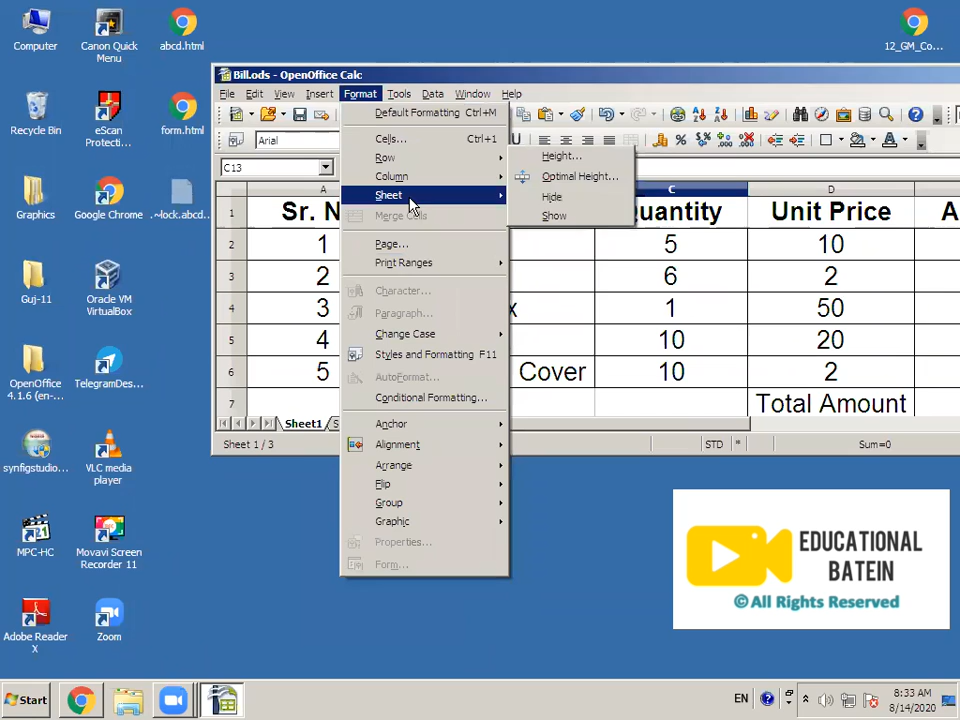 Computer
Canon Quick
Menu
abcd.html
12_GM_Co...
Recycle Bin
eScan
Protecti...
form.html
Graphics
Google Chrome
.~lock.abcd...
Guj-11
Oracle VM
VirtualBox
OpenOffice
4.1.6 (en-...
TelegramDes...
synfigstudio...
VLC media
player
MPC-HC
Movavi Screen
Recorder 11
Adobe Reader
X
Zoom
Bill.ods - OpenOffice Calc
File Edit View Insert Format Tools Data Window Help
Arial
C13
Default Formatting Ctrl+M
Cells... Ctrl+1
Row
Column
Sheet
Merge Cells
Page...
Print Ranges
Character...
Paragraph...
Change Case
Styles and Formatting F11
AutoFormat...
Conditional Formatting...
Anchor
Alignment
Arrange
Flip
Group
Graphic
Properties...
Form...
Height...
Optimal Height...
Hide
Show
A C D
1 Sr. N uantity Unit Price A
2 1 5 10
3 2 6 2
4 3 x 1 50
5 4 10 20
6 5 Cover 10 2
7 Total Amount
Sheet1
Sheet 1 / 3 STD * Sum=0
EDUCATIONAL
BATEIN
©All Rights Reserved
Start
EN
8:33 AM
8/14/2020